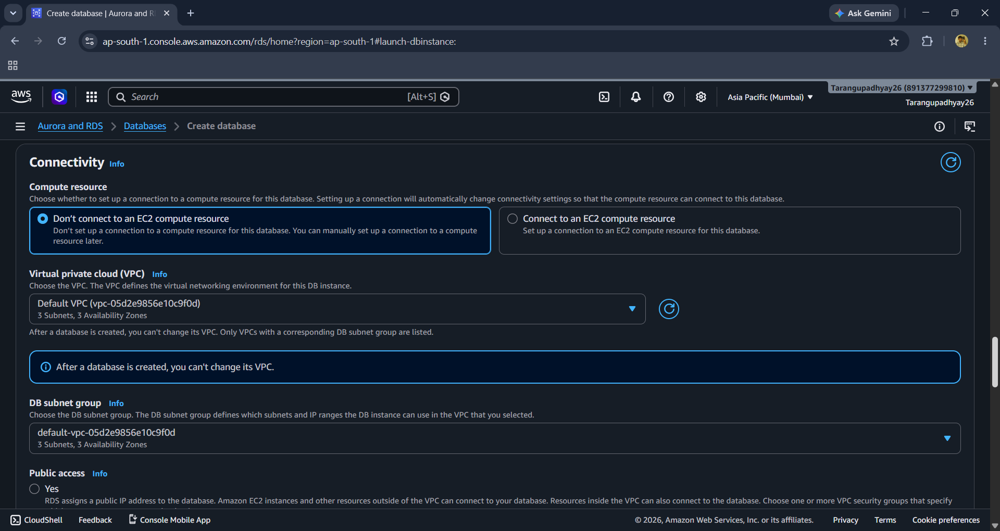 Create database | Aurora and R
Ask Gemini
ap-south-1.console.aws.amazon.com/rds/home?region=ap-south-1#launch-dbinstance:
aws
Search
[Alt+S]
Asia Pacific (Mumbai)
Tarangupadhyay26 (891377299810)
Tarangupadhyay26
Aurora and RDS
Databases
Create database
Connectivity Info
Compute resource
Choose whether to set up a connection to a compute resource for this database. Setting up a connection will automatically change connectivity settings so that the compute resource can connect to this database.
Don’t connect to an EC2 compute resource
Don’t set up a connection to a compute resource for this database. You can manually set up a connection to a compute
resource later.
Connect to an EC2 compute resource
Set up a connection to an EC2 compute resource for this database.
Virtual private cloud (VPC) Info
Choose the VPC. The VPC defines the virtual networking environment for this DB instance.
Default VPC (vpc-05d2e9856e10c9f0d)
3 Subnets, 3 Availability Zones
After a database is created, you can't change its VPC. Only VPCs with a corresponding DB subnet group are listed.
After a database is created, you can't change its VPC.
DB subnet group Info
Choose the DB subnet group. The DB subnet group defines which subnets and IP ranges the DB instance can use in the VPC that you selected.
default-vpc-05d2e9856e10c9f0d
3 Subnets, 3 Availability Zones
Public access Info
Yes
RDS assigns a public IP address to the database. Amazon EC2 instances and other resources outside of the VPC can connect to your database. Resources inside the VPC can also connect to the database. Choose one or more VPC security groups that specify
CloudShell
Feedback
Console Mobile App
© 2026, Amazon Web Services, Inc. or its affiliates.
Privacy
Terms
Cookie preferences